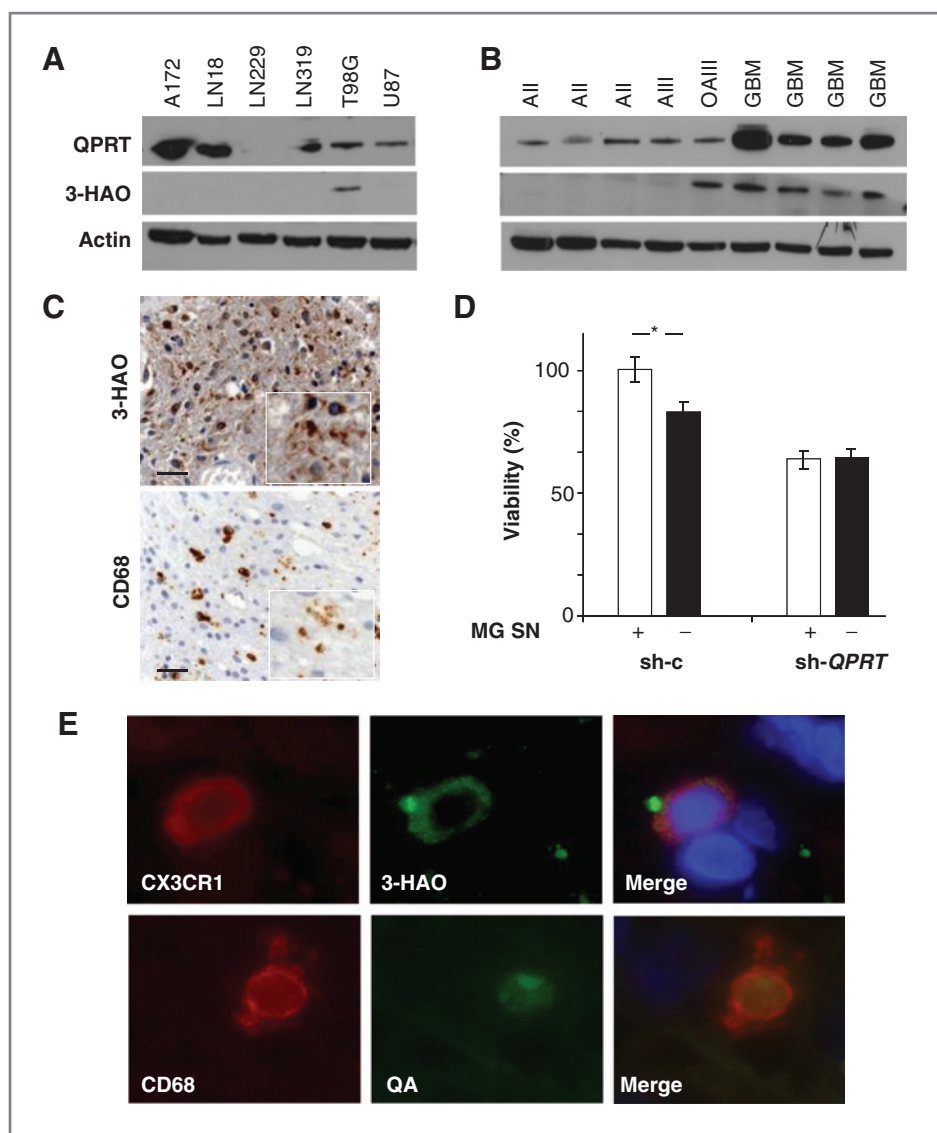 A
A172
LN18
LN229
LN319
T98G
U87
QPRT
3-HAO
Actin
B
AII
AII
AII
AIII
OAIII
GBM
GBM
GBM
GBM
C
3-HAO
CD68
D
Viability (%)
100
50
0
*
MG SN + − + −
sh-c sh-QPRT
E
CX3CR1 3-HAO Merge
CD68 QA Merge